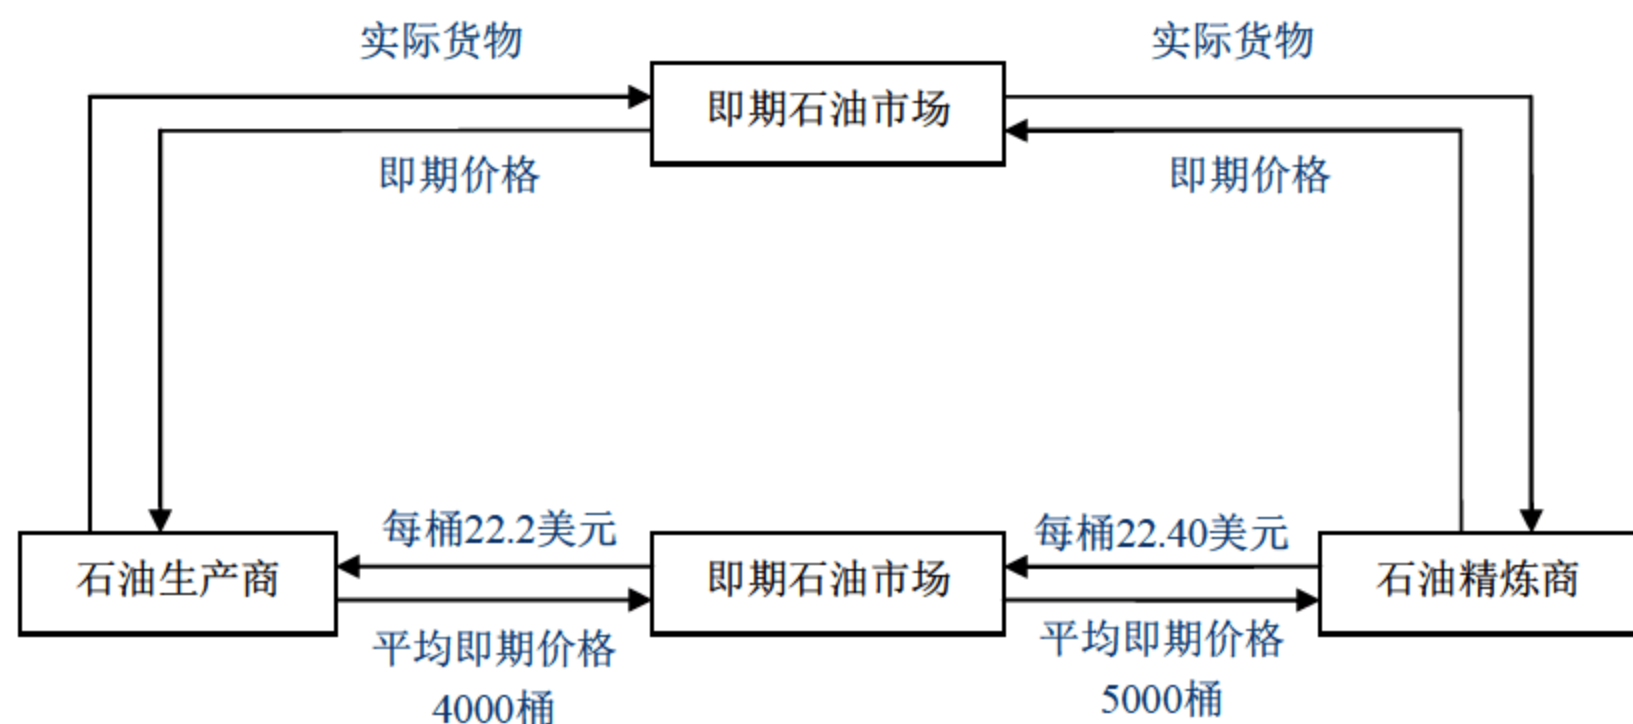 实际货物
实际货物
即期石油市场
即期价格
即期价格
每桶22.2美元
每桶22.40美元
石油生产商
即期石油市场
石油精炼商
平均即期价格
4000桶
平均即期价格
5000桶